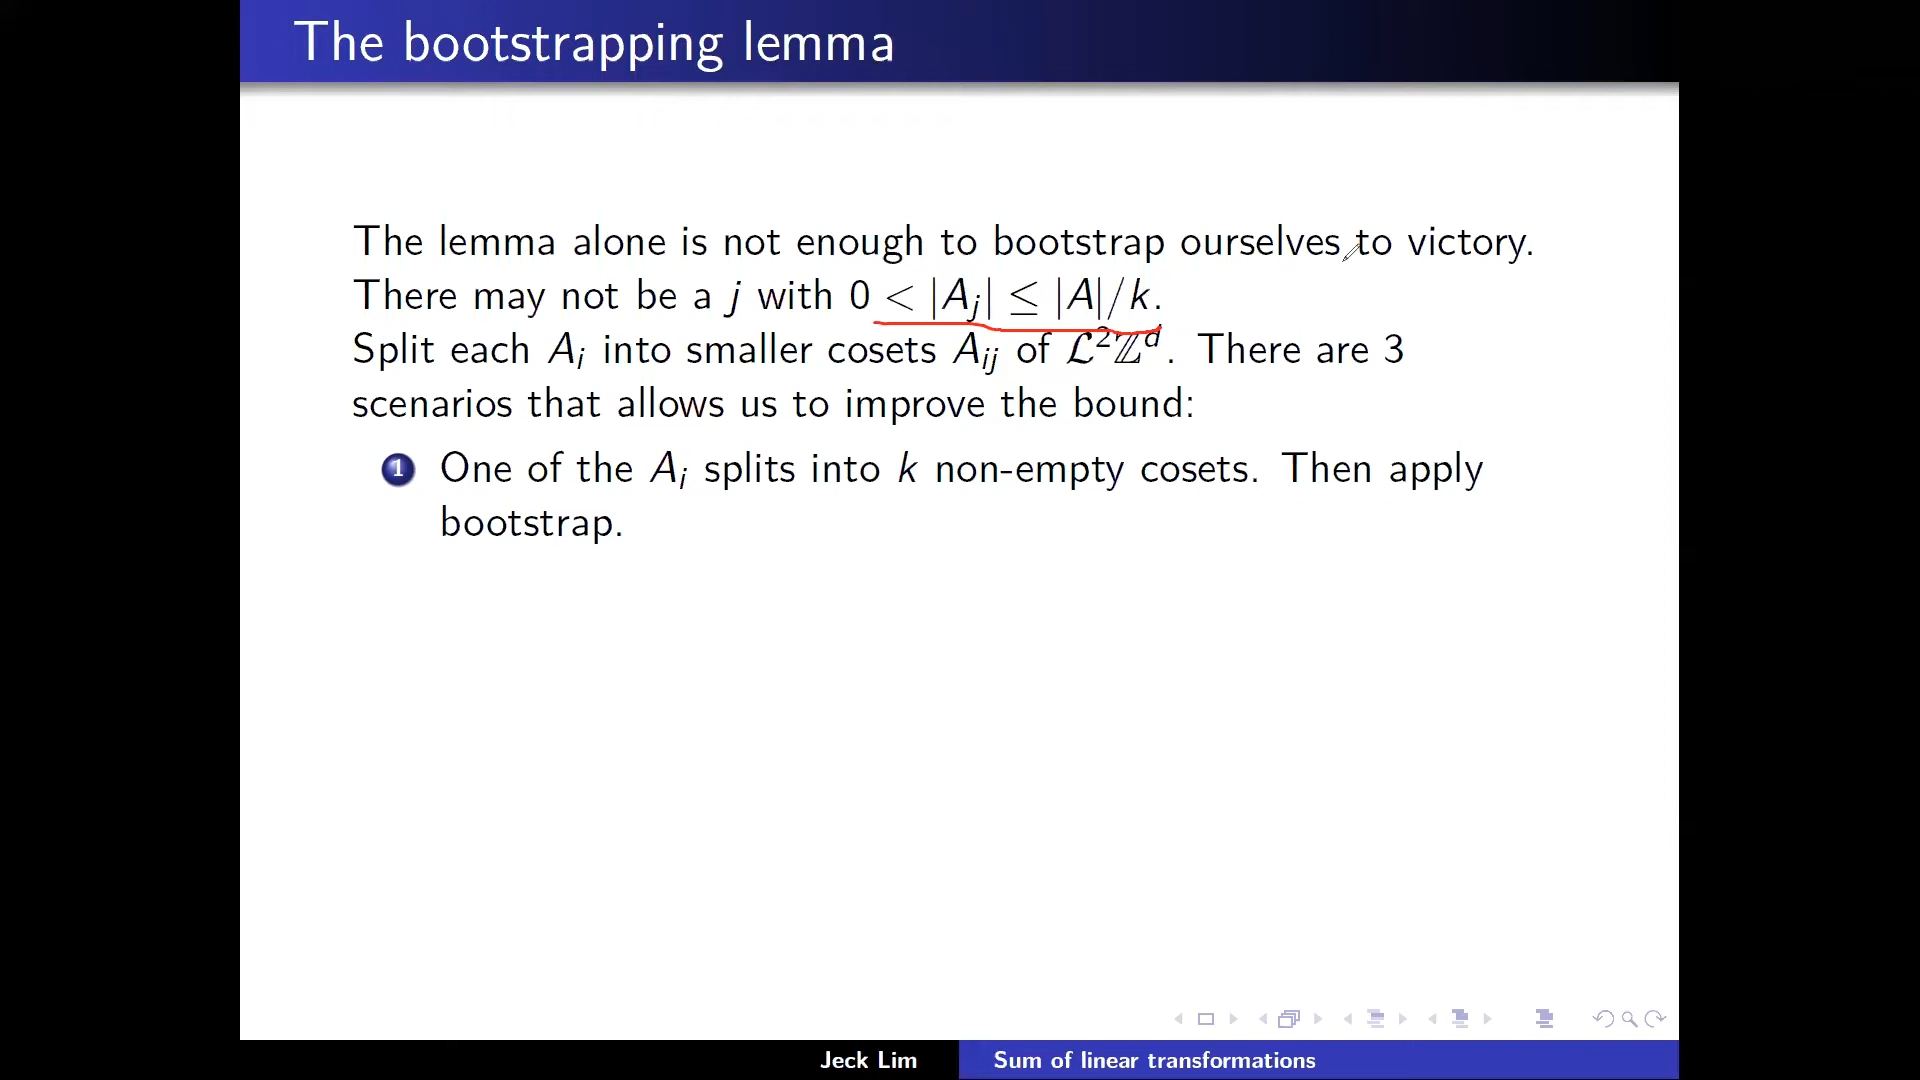 The bootstrapping lemma
The lemma alone is not enough to bootstrap ourselves to victory.
There may not be a j with 0 < |A_j| ≤ |A|/k.
Split each A_i into smaller cosets A_ij of 𝓛²ℤᵈ. There are 3
scenarios that allows us to improve the bound:
1 One of the A_i splits into k non-empty cosets. Then apply
bootstrap.
Jeck Lim Sum of linear transformations